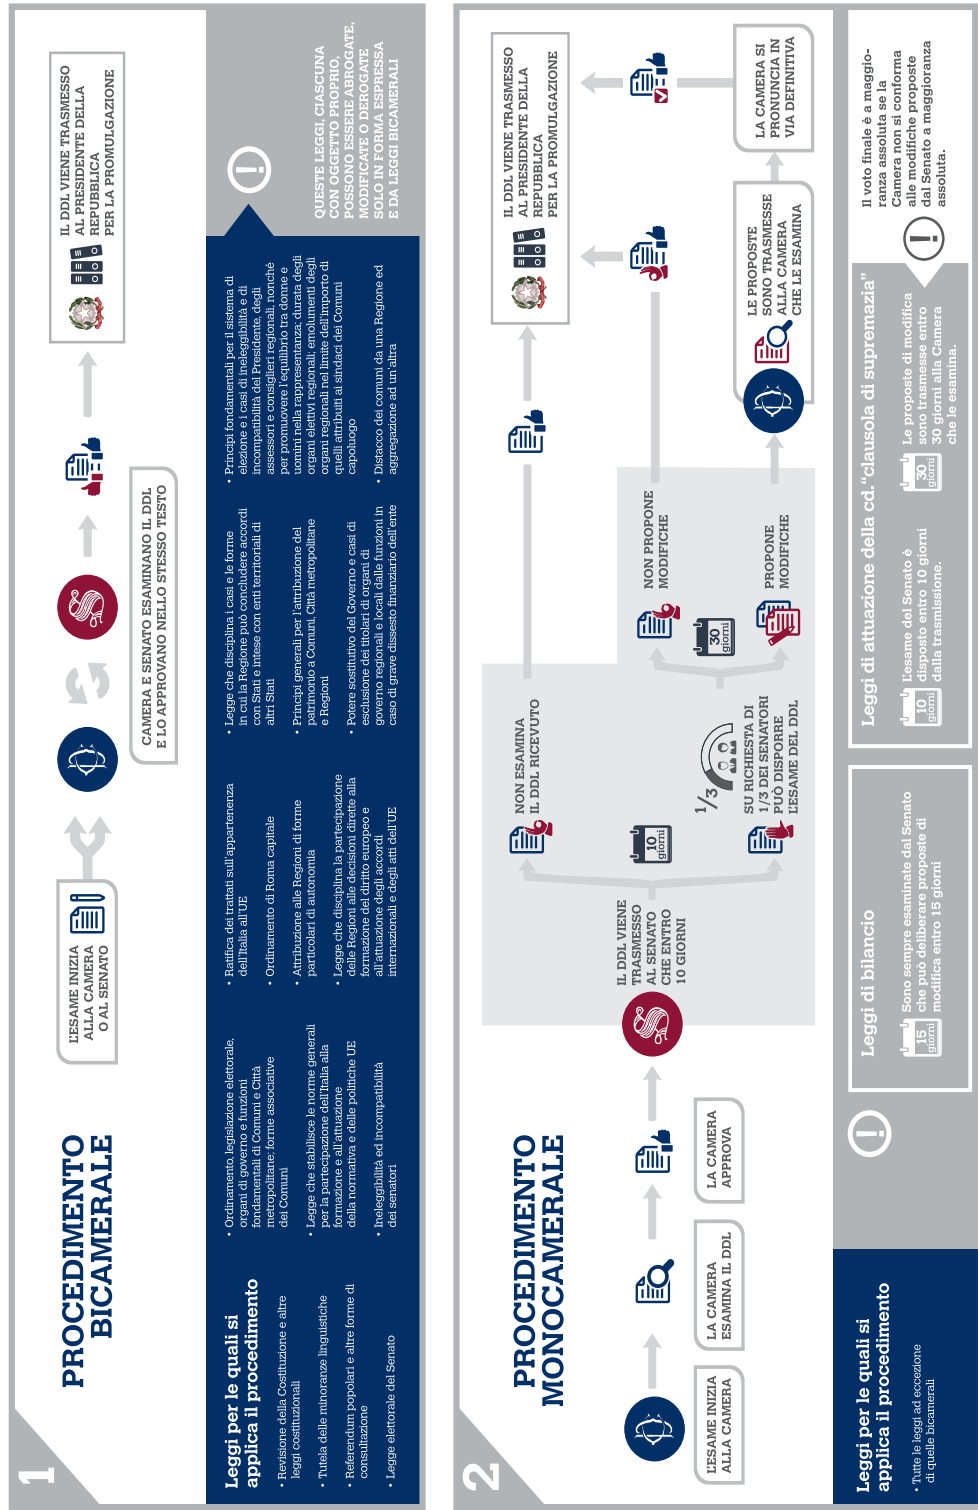 1
PROCEDIMENTO
BICAMERALE
L'ESAME INIZIA
ALLA CAMERA
O AL SENATO
CAMERA E SENATO ESAMINANO IL DDL
E LO APPROVANO NELLO STESSO TESTO
IL DDL VIENE TRASMESSO
AL PRESIDENTE DELLA
REPUBBLICA
PER LA PROMULGAZIONE
Leggi per le quali si
applica il procedimento
• Revisione della Costituzione e altre
leggi costituzionali
• Tutela delle minoranze linguistiche
• Referendum popolari e altre forme di
consultazione
• Legge elettorale del Senato
• Ordinamento, legislazione elettorale,
organi di governo e funzioni
fondamentali di Comuni e Città
metropolitane; forme associative
dei Comuni
• Legge che stabilisce le norme generali
per la partecipazione dell'Italia alla
formazione e all'attuazione
della normativa e delle politiche UE
• Ineleggibilità ed incompatibilità
dei senatori
• Ratifica dei trattati sull'appartenenza
dell'Italia all'UE
• Ordinamento di Roma capitale
• Attribuzione alle Regioni di forme
particolari di autonomia
• Legge che disciplina la partecipazione
delle Regioni alle decisioni dirette alla
formazione del diritto europeo e
all'attuazione degli accordi
internazionali e degli atti dell'UE
• Legge che disciplina i casi e le forme
in cui la Regione può concludere accordi
con Stati e intese con enti territoriali di
altri Stati
• Principi generali per l'attribuzione del
patrimonio a Comuni, Città metropolitane
e Regioni
• Potere sostitutivo del Governo e casi di
esclusione dei titolari di organi di
governo regionali e locali dalle funzioni in
caso di grave dissesto finanziario dell'ente
• Principi fondamentali per il sistema di
elezione e i casi di ineleggibilità e di
incompatibilità del Presidente, degli
assessori e consiglieri regionali, nonché
per promuovere l'equilibrio tra donne e
uomini nella rappresentanza; durata degli
organi elettivi regionali; emolumenti degli
organi regionali nel limite dell'importo di
quelli attribuiti ai sindaci dei Comuni
capoluogo
• Distacco dei comuni da una Regione ed
aggregazione ad un'altra
QUESTE LEGGI, CIASCUNA
CON OGGETTO PROPRIO,
POSSONO ESSERE ABROGATE,
MODIFICATE O DEROGATE
SOLO IN FORMA ESPRESSA
E DA LEGGI BICAMERALI
2
PROCEDIMENTO
MONOCAMERALE
L'ESAME INIZIA
ALLA CAMERA
LA CAMERA
ESAMINA IL DDL
LA CAMERA
APPROVA
IL DDL VIENE
TRASMESSO
AL SENATO
CHE ENTRO
10 GIORNI
10
giorni
NON ESAMINA
IL DDL RICEVUTO
1/3
SU RICHIESTA DI
1/3 DEI SENATORI
PUÒ DISPORRE
L'ESAME DEL DDL
30
giorni
NON PROPONE
MODIFICHE
PROPONE
MODIFICHE
IL DDL VIENE TRASMESSO
AL PRESIDENTE DELLA
REPUBBLICA
PER LA PROMULGAZIONE
LE PROPOSTE
SONO TRASMESSE
ALLA CAMERA
CHE LE ESAMINA
LA CAMERA SI
PRONUNCIA IN
VIA DEFINITIVA
Leggi per le quali si
applica il procedimento
• Tutte le leggi ad eccezione
di quelle bicamerali
Leggi di bilancio
15
giorni
Sono sempre esaminate dal Senato
che può deliberare proposte di
modifica entro 15 giorni
Leggi di attuazione della cd. "clausola di supremazia"
10
giorni
L'esame del Senato è
disposto entro 10 giorni
dalla trasmissione.
30
giorni
Le proposte di modifica
sono trasmesse entro
30 giorni alla Camera
che le esamina.
Il voto finale è a maggio-
ranza assoluta se la
Camera non si conforma
alle modifiche proposte
dal Senato a maggioranza
assoluta.